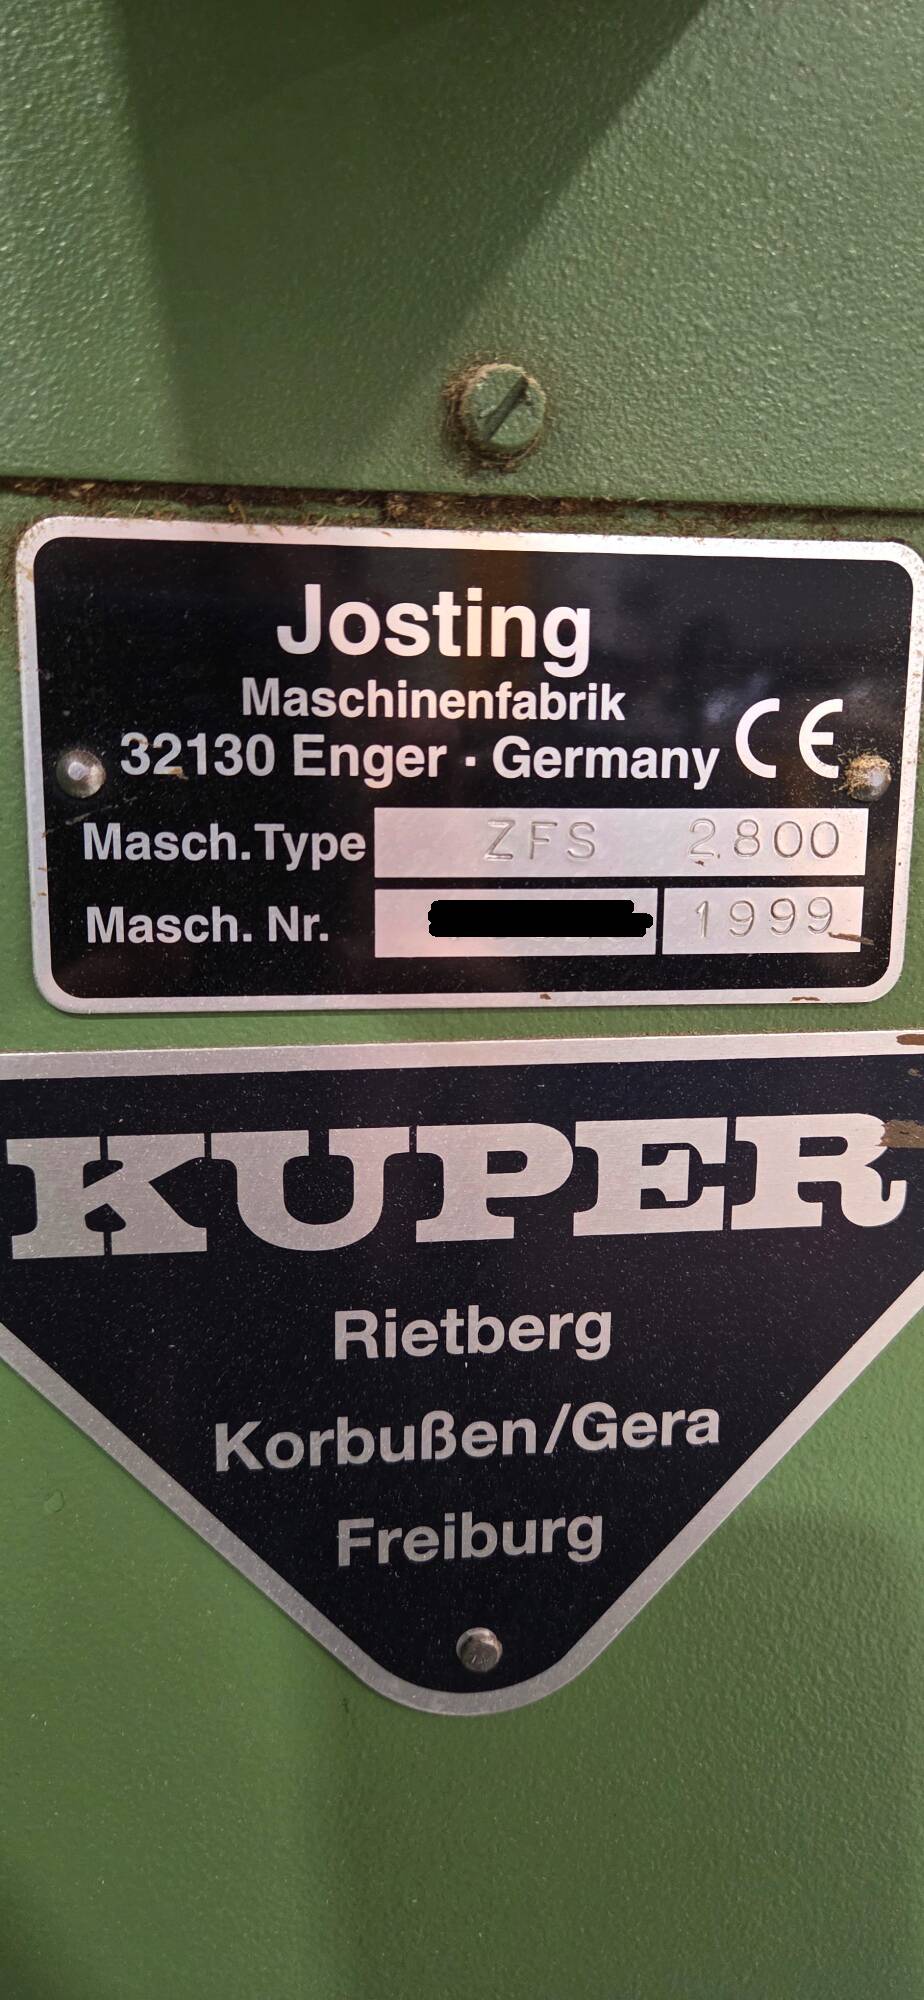 Josting
Maschinenfabrik
32130 Enger · Germany CE
Masch.Type ZFS 2800
Masch. Nr. 1999
KUPER
Rietberg
Korbußen/Gera
Freiburg